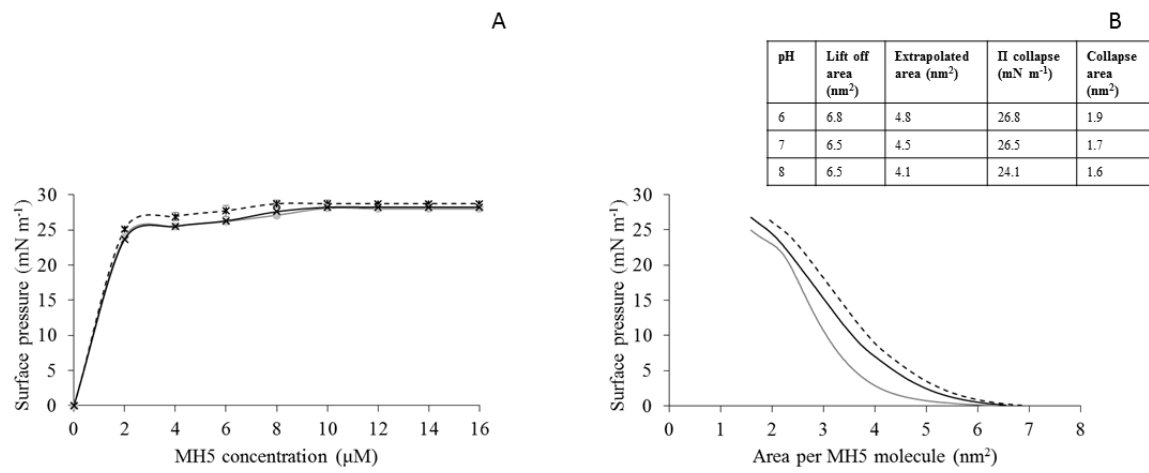 A
B
pH Lift off area (nm²) Extrapolated area (nm²) Π collapse (mN m⁻¹) Collapse area (nm²)
6 6.8 4.8 26.8 1.9
7 6.5 4.5 26.5 1.7
8 6.5 4.1 24.1 1.6
Surface pressure (mN m⁻¹)
30
25
20
15
10
5
0
0 2 4 6 8 10 12 14 16
MH5 concentration (µM)
Surface pressure (mN m⁻¹)
30
25
20
15
10
5
0
0 1 2 3 4 5 6 7 8
Area per MH5 molecule (nm²)